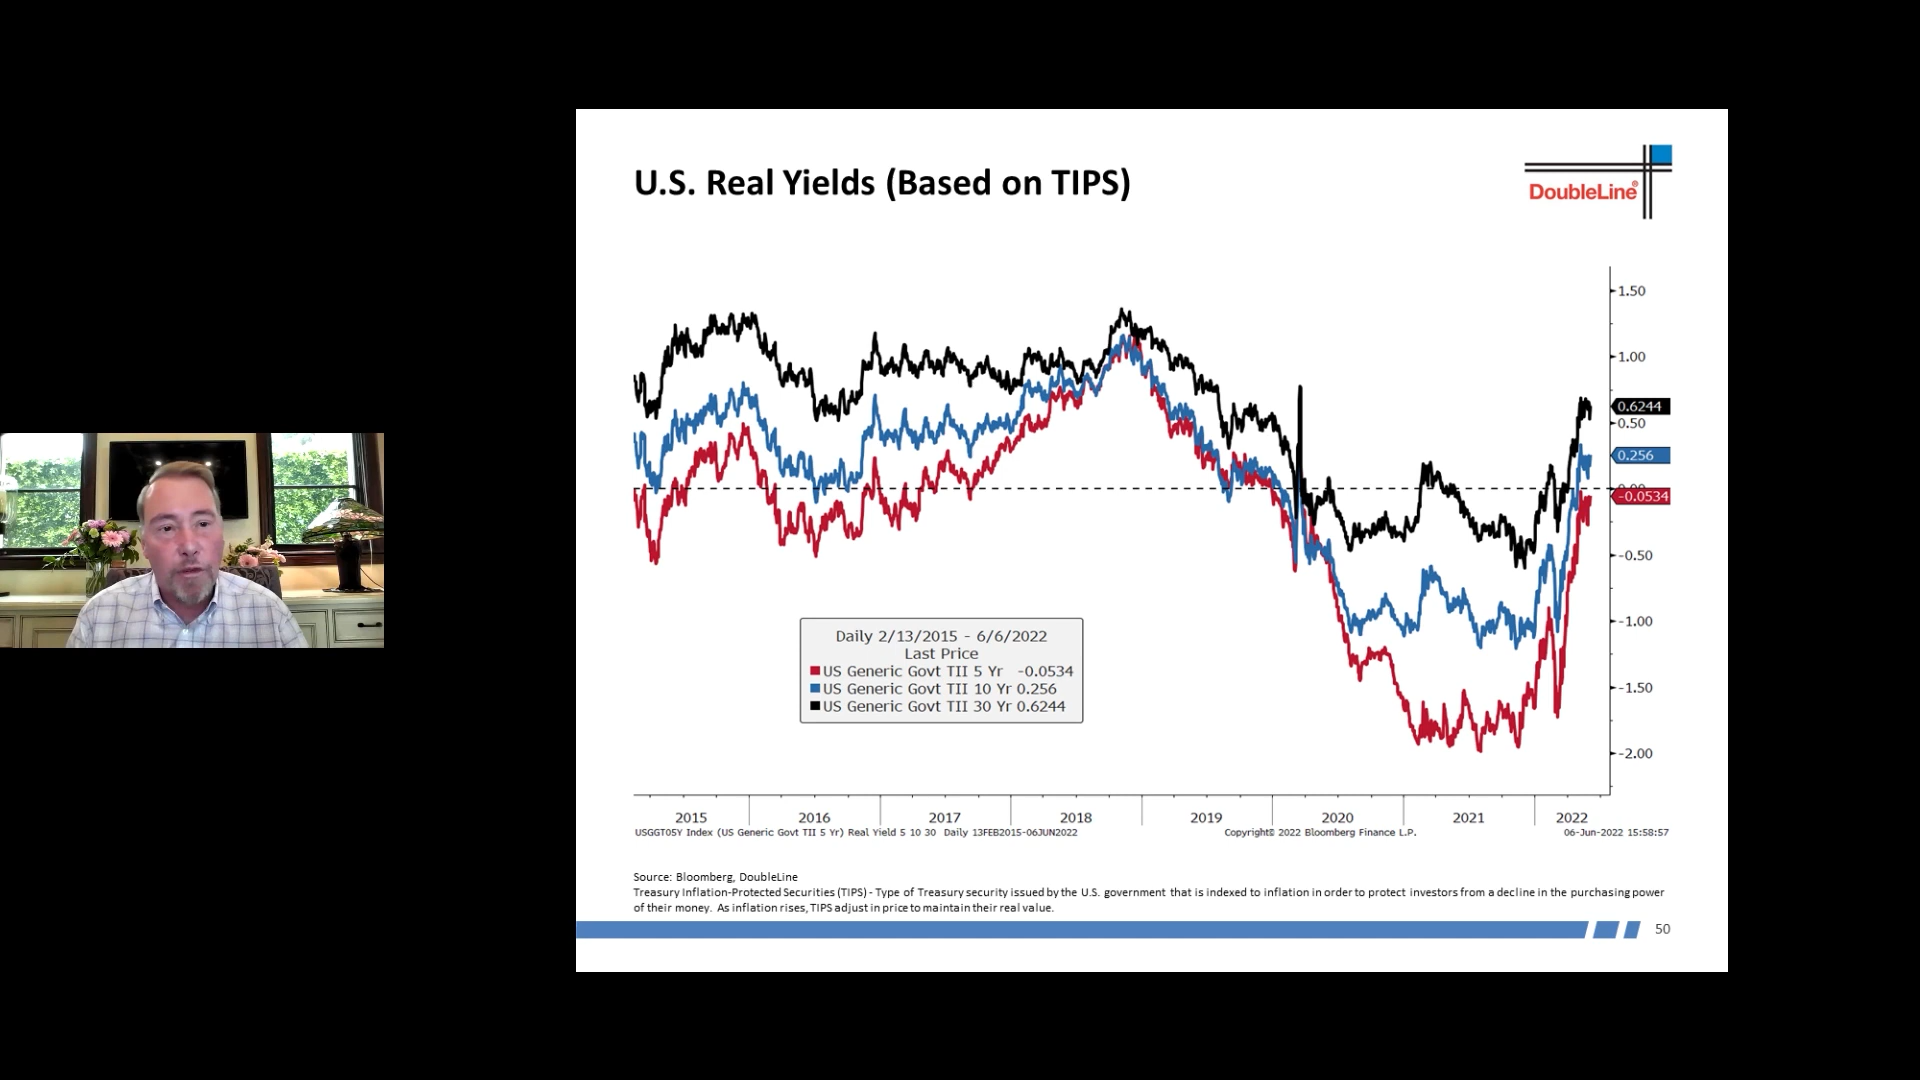 U.S. Real Yields (Based on TIPS)
DoubleLine®
1.50
1.00
0.6244
0.50
0.256
0.00
-0.0534
-0.50
-1.00
-1.50
-2.00
Daily 2/13/2015 - 6/6/2022
Last Price
US Generic Govt TII 5 Yr -0.0534
US Generic Govt TII 10 Yr 0.256
US Generic Govt TII 30 Yr 0.6244
2015 2016 2017 2018 2019 2020 2021 2022
USGGT05Y Index (US Generic Govt TII 5 Yr) Real Yield 5 10 30 Daily 13FEB2015-06JUN2022 Copyright© 2022 Bloomberg Finance L.P. 06-Jun-2022 15:58:57
Source: Bloomberg, DoubleLine
Treasury Inflation-Protected Securities (TIPS) - Type of Treasury security issued by the U.S. government that is indexed to inflation in order to protect investors from a decline in the purchasing power
of their money. As inflation rises, TIPS adjust in price to maintain their real value.
50